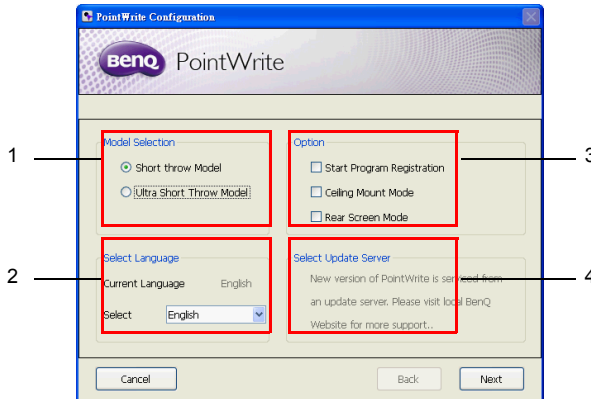 PointWrite Configuration
BenQ PointWrite
Model Selection
Short throw Model
Ultra Short Throw Model
Option
Start Program Registration
Ceiling Mount Mode
Rear Screen Mode
Select Language
Current Language English
Select English
Select Update Server
New version of PointWrite is serviced from
an update server. Please visit local BenQ
Website for more support..
Cancel
Back
Next
1
2
3
4